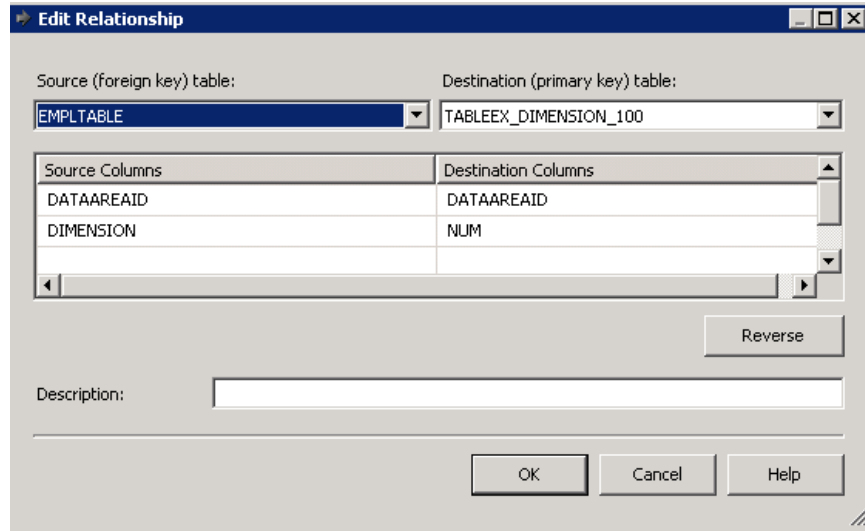 Edit Relationship
Source (foreign key) table: Destination (primary key) table:
EMPLTABLE TABLEEX_DIMENSION_100
Source Columns Destination Columns
DATAAREAID DATAAREAID
DIMENSION NUM
Reverse
Description:
OK Cancel Help